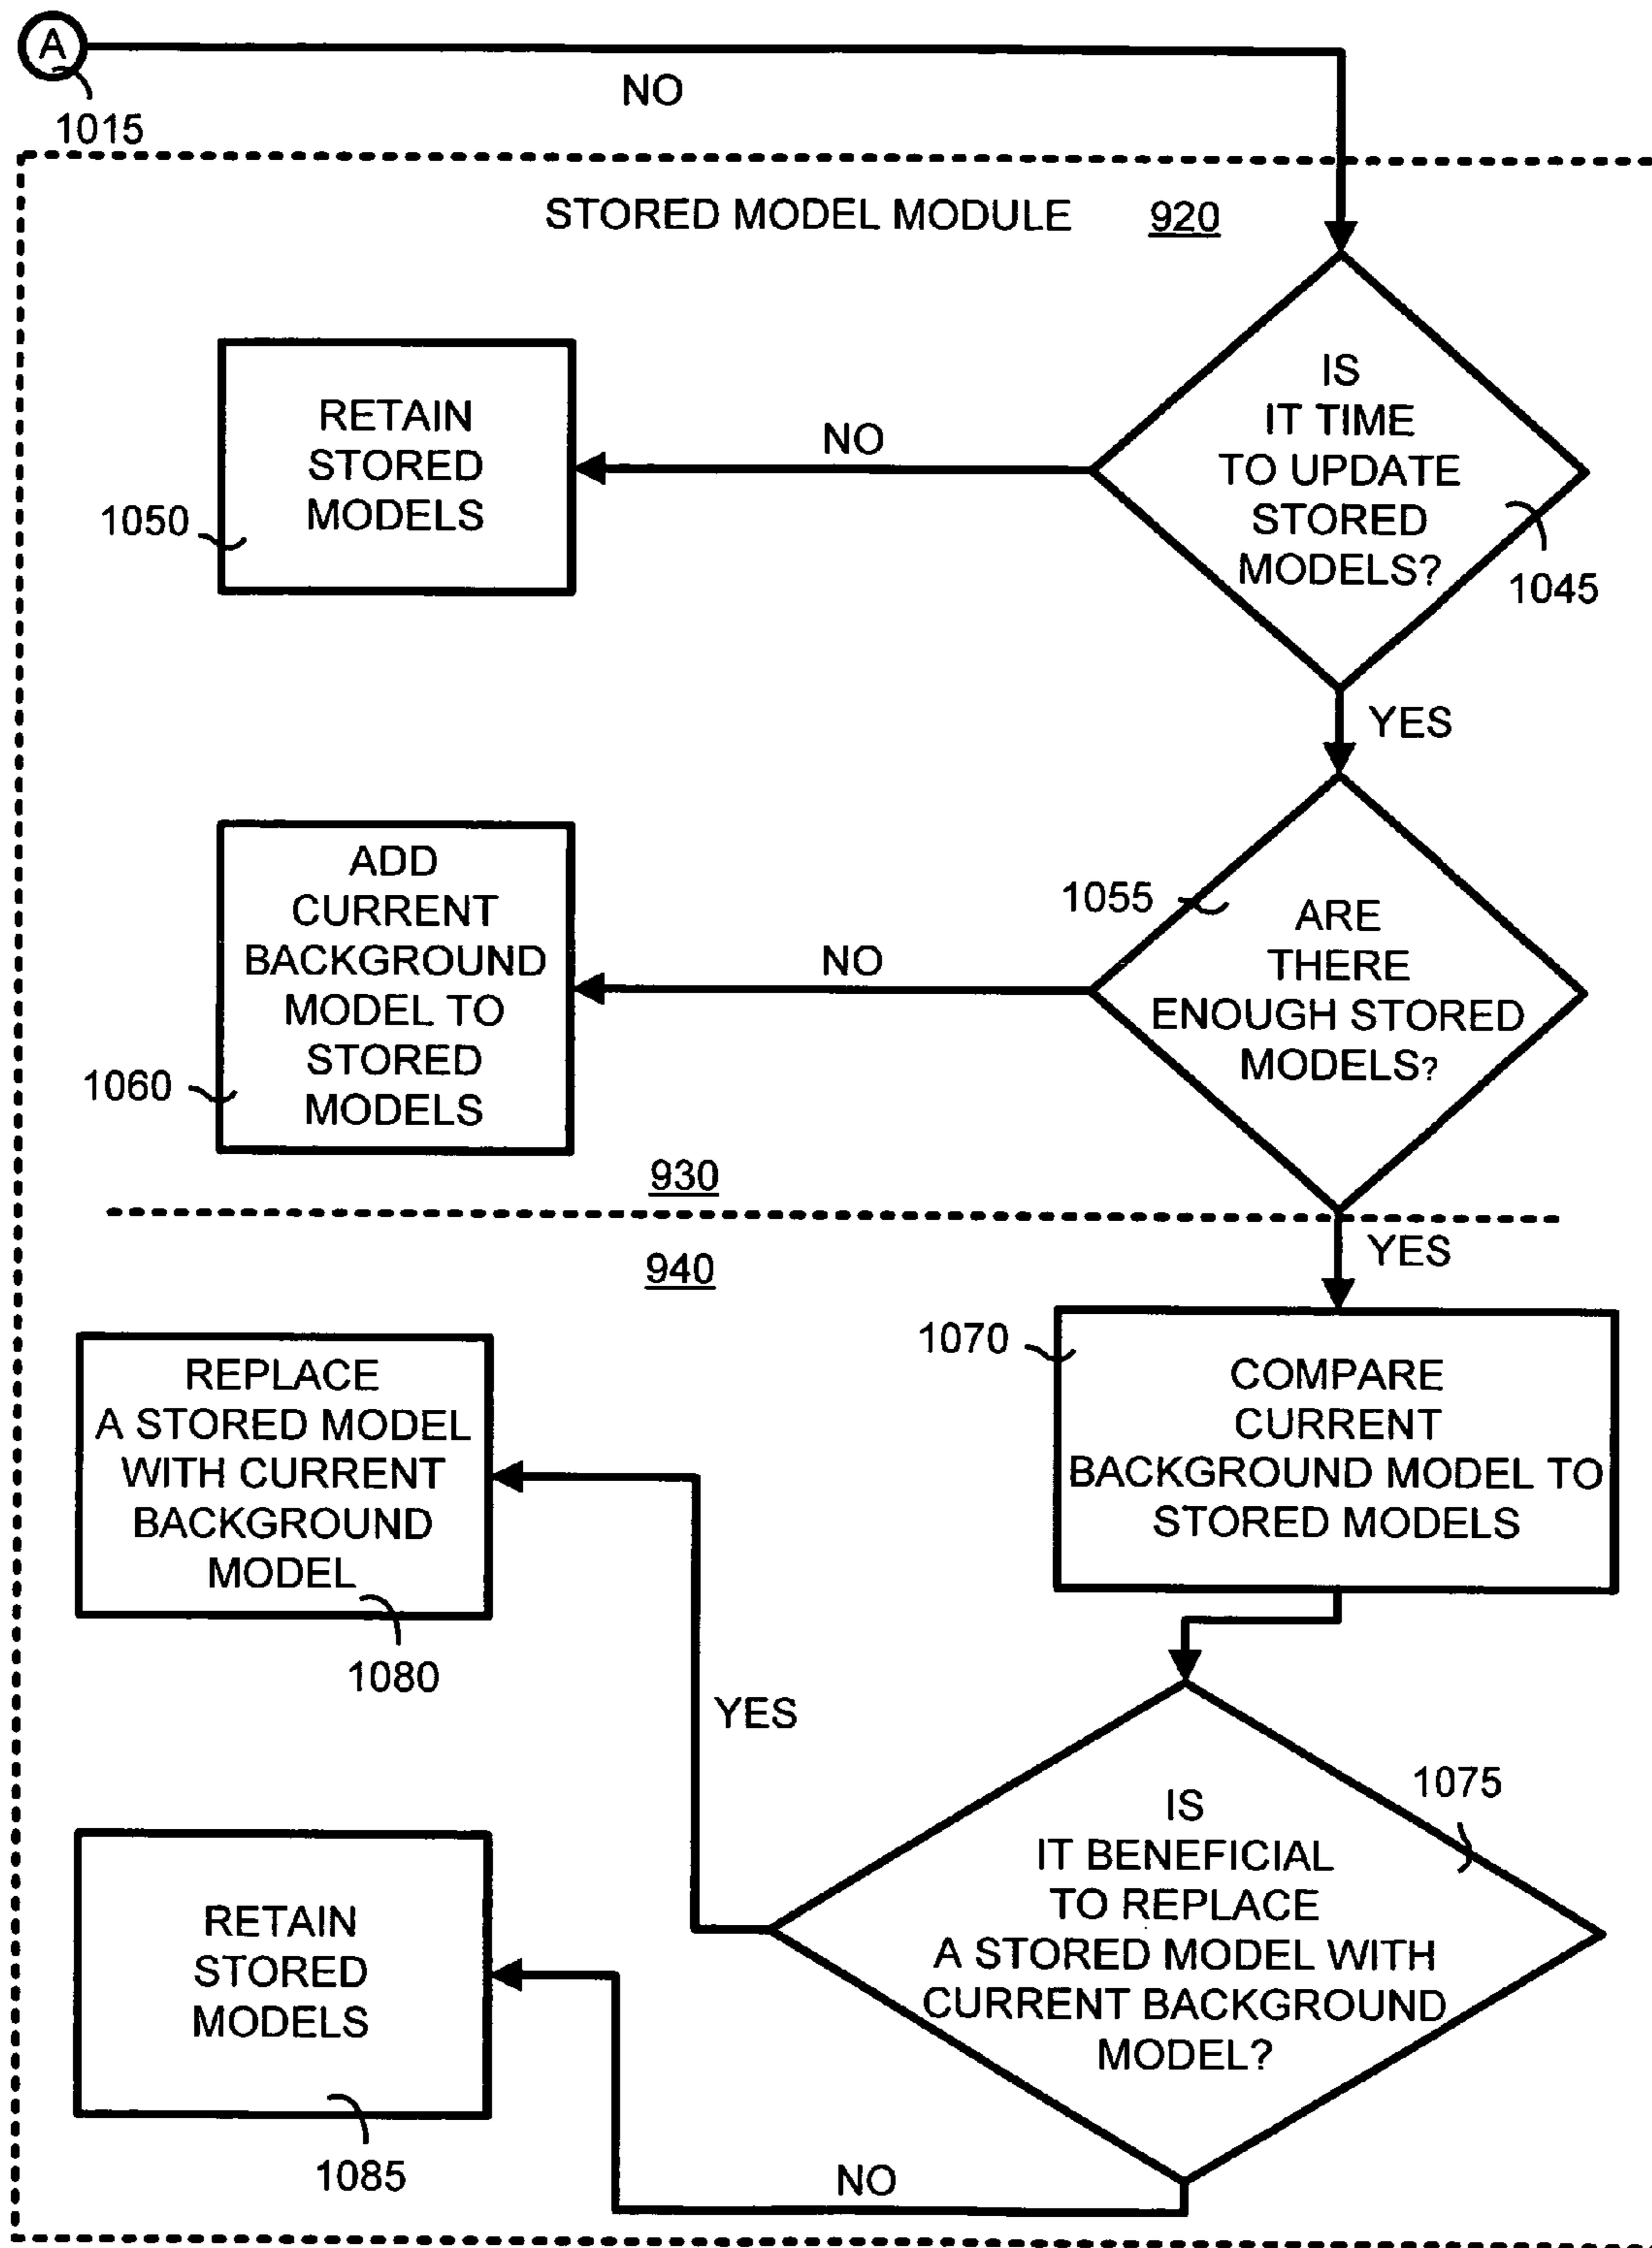 A
NO
1015
STORED MODEL MODULE 920
IS
IT TIME
TO UPDATE
STORED
MODELS?
1045
NO
RETAIN
STORED
MODELS
1050
YES
1055
ARE
THERE
ENOUGH STORED
MODELS?
NO
ADD
CURRENT
BACKGROUND
MODEL TO
STORED
MODELS
1060
930
YES
940
1070
COMPARE
CURRENT
BACKGROUND MODEL TO
STORED MODELS
REPLACE
A STORED MODEL
WITH CURRENT
BACKGROUND
MODEL
1080
YES
1075
IS
IT BENEFICIAL
TO REPLACE
A STORED MODEL WITH
CURRENT BACKGROUND
MODEL?
RETAIN
STORED
MODELS
1085
NO